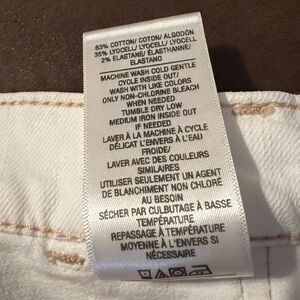 63% COTTON/ COTON/ ALGODÓN
35% LYOCELL/ LYOCELL/ LYOCELL
2% ELASTANE/ ÉLASTHANNE/
ELASTANO
MACHINE WASH COLD GENTLE
CYCLE INSIDE OUT/
WASH WITH LIKE COLORS
ONLY NON-CHLORINE BLEACH
WHEN NEEDED
TUMBLE DRY LOW
MEDIUM IRON INSIDE OUT
IF NEEDED
LAVER À LA MACHINE À CYCLE
DÉLICAT L'ENVERS À L'EAU
FROIDE/
LAVER AVEC DES COULEURS
SIMILAIRES
UTILISER SEULEMENT UN AGENT
DE BLANCHIMENT NON CHLORÉ
AU BESOIN
SÉCHER PAR CULBUTAGE À BASSE
TEMPÉRATURE
REPASSAGE À TEMPÉRATURE
MOYENNE À L'ENVERS SI
NÉCESSAIRE